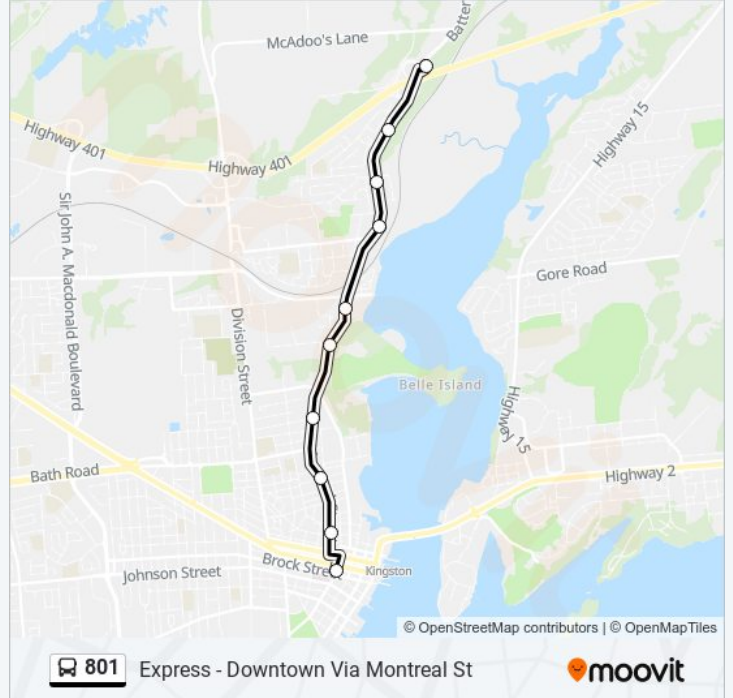 McAdoo's Lane
Batter
Highway 401
Highway 401
Highway 15
Sir John A. Macdonald Boulevard
Gore Road
Division Street
Belle Island
Highway 15
Bath Road
Highway 2
Brock Stre
Kingston
Johnson Street
© OpenStreetMap contributors | © OpenMapTiles
801 Express - Downtown Via Montreal St
moovit